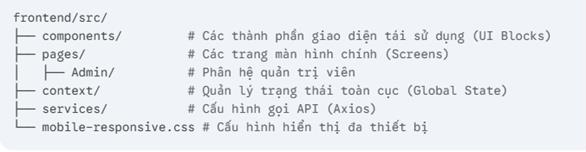 frontend/src/
├── components/ # Các thành phần giao diện tái sử dụng (UI Blocks)
├── pages/ # Các trang màn hình chính (Screens)
│   ├── Admin/ # Phân hệ quản trị viên
├── context/ # Quản lý trạng thái toàn cục (Global State)
├── services/ # Cấu hình gọi API (Axios)
└── mobile-responsive.css # Cấu hình hiển thị đa thiết bị